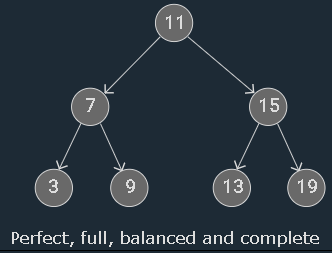 11
7 15
3 9 13 19
Perfect, full, balanced and complete